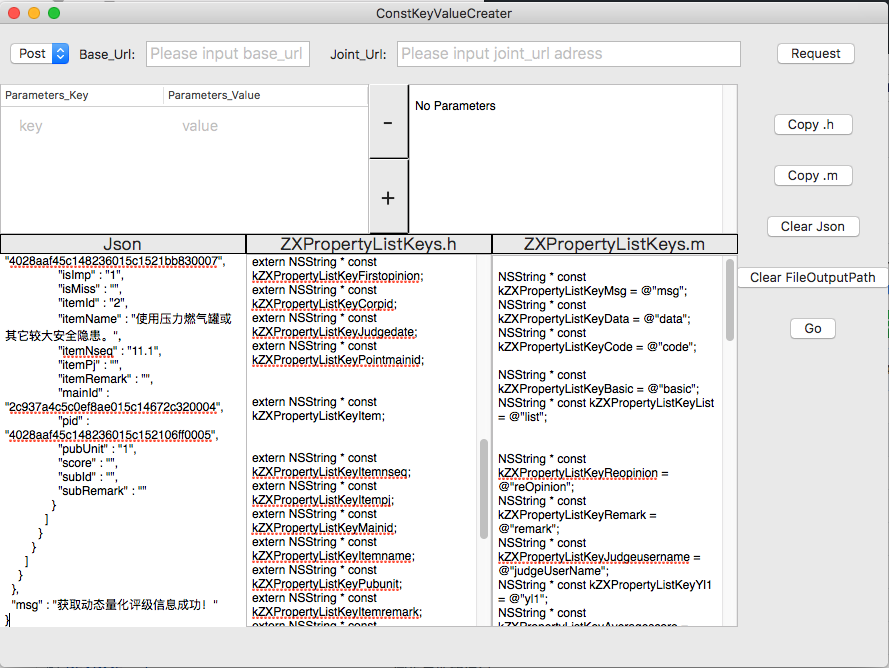 ConstKeyValueCreater
Post Base_Url: Please input base_url Joint_Url: Please input joint_url adress Request
Parameters_Key Parameters_Value
key value
-
+
No Parameters
Copy .h
Copy .m
Clear Json
Clear FileOutputPath
Go
Json
"4028aaf45c148236015c1521bb830007",
"isImp" : "1",
"isMiss" : "",
"itemId" : "2",
"itemName" : "使用压力燃气罐或
其它较大安全隐患。",
"itemNseq" : "11.1",
"itemPj" : "",
"itemRemark" : "",
"mainId" :
"2c937a4c5c0ef8ae015c14672c320004",
"pid" :
"4028aaf45c148236015c152106ff0005",
"pubUnit" : "1",
"score" : "",
"subId" : "",
"subRemark" : ""
}
]
}
}
]
}
},
"msg" : "获取动态量化评级信息成功！"
}
ZXPropertyListKeys.h
extern NSString * const
kZXPropertyListKeyFirstopinion;
extern NSString * const
kZXPropertyListKeyCorpid;
extern NSString * const
kZXPropertyListKeyJudgedate;
extern NSString * const
kZXPropertyListKeyPointmainid;
extern NSString * const
kZXPropertyListKeyItem;
extern NSString * const
kZXPropertyListKeyItemnseq;
extern NSString * const
kZXPropertyListKeyItempj;
extern NSString * const
kZXPropertyListKeyMainid;
extern NSString * const
kZXPropertyListKeyItemname;
extern NSString * const
kZXPropertyListKeyPubunit;
extern NSString * const
kZXPropertyListKeyItemremark;
extern NSString * const
ZXPropertyListKeys.m
NSString * const
kZXPropertyListKeyMsg = @"msg";
NSString * const
kZXPropertyListKeyData = @"data";
NSString * const
kZXPropertyListKeyCode = @"code";
NSString * const
kZXPropertyListKeyBasic = @"basic";
NSString * const kZXPropertyListKeyList
= @"list";
NSString * const
kZXPropertyListKeyReopinion =
@"reOpinion";
NSString * const
kZXPropertyListKeyRemark =
@"remark";
NSString * const
kZXPropertyListKeyJudgeusername =
@"judgeUserName";
NSString * const kZXPropertyListKeyYl1
= @"yl1";
NSString * const
kZXPropertyListKeyAveragescore =